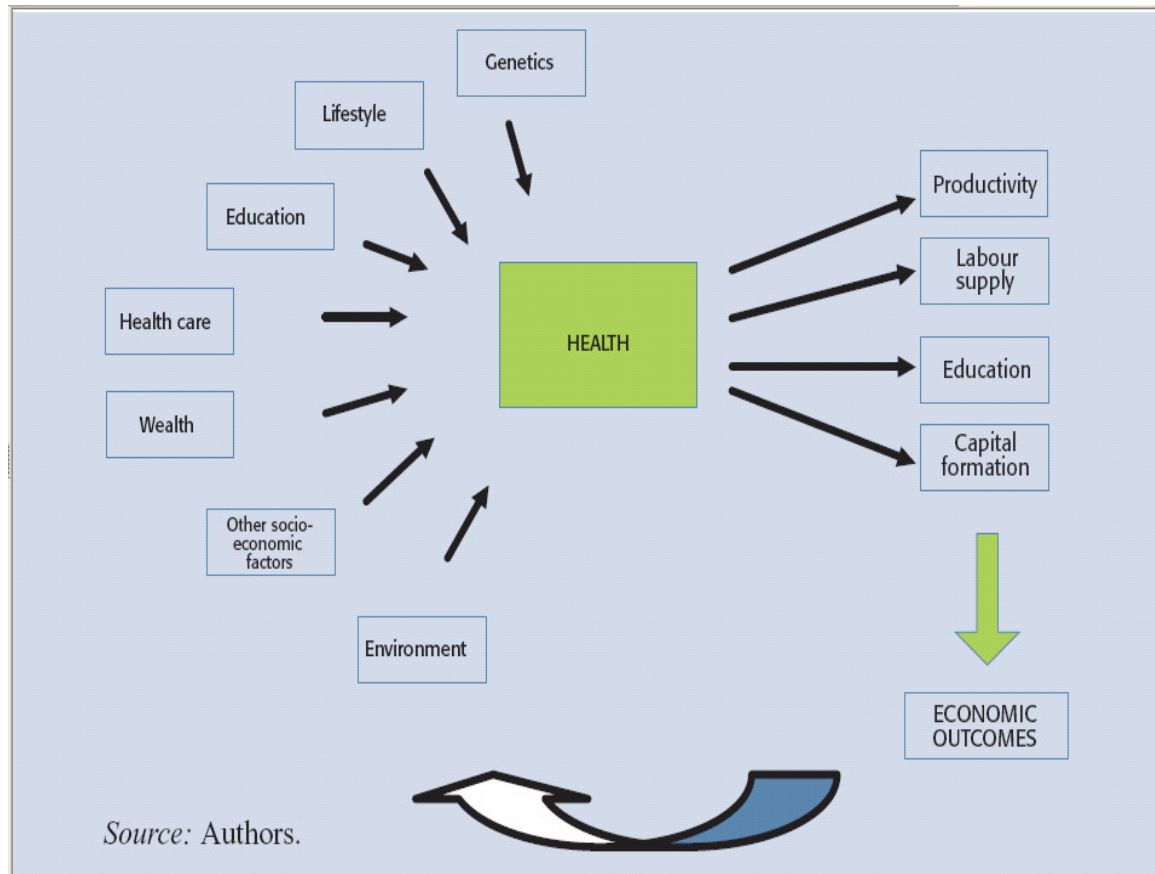 Genetics
Lifestyle
Education
Health care
Wealth
Other socio-
economic
factors
Environment
HEALTH
Productivity
Labour
supply
Education
Capital
formation
ECONOMIC
OUTCOMES
Source: Authors.